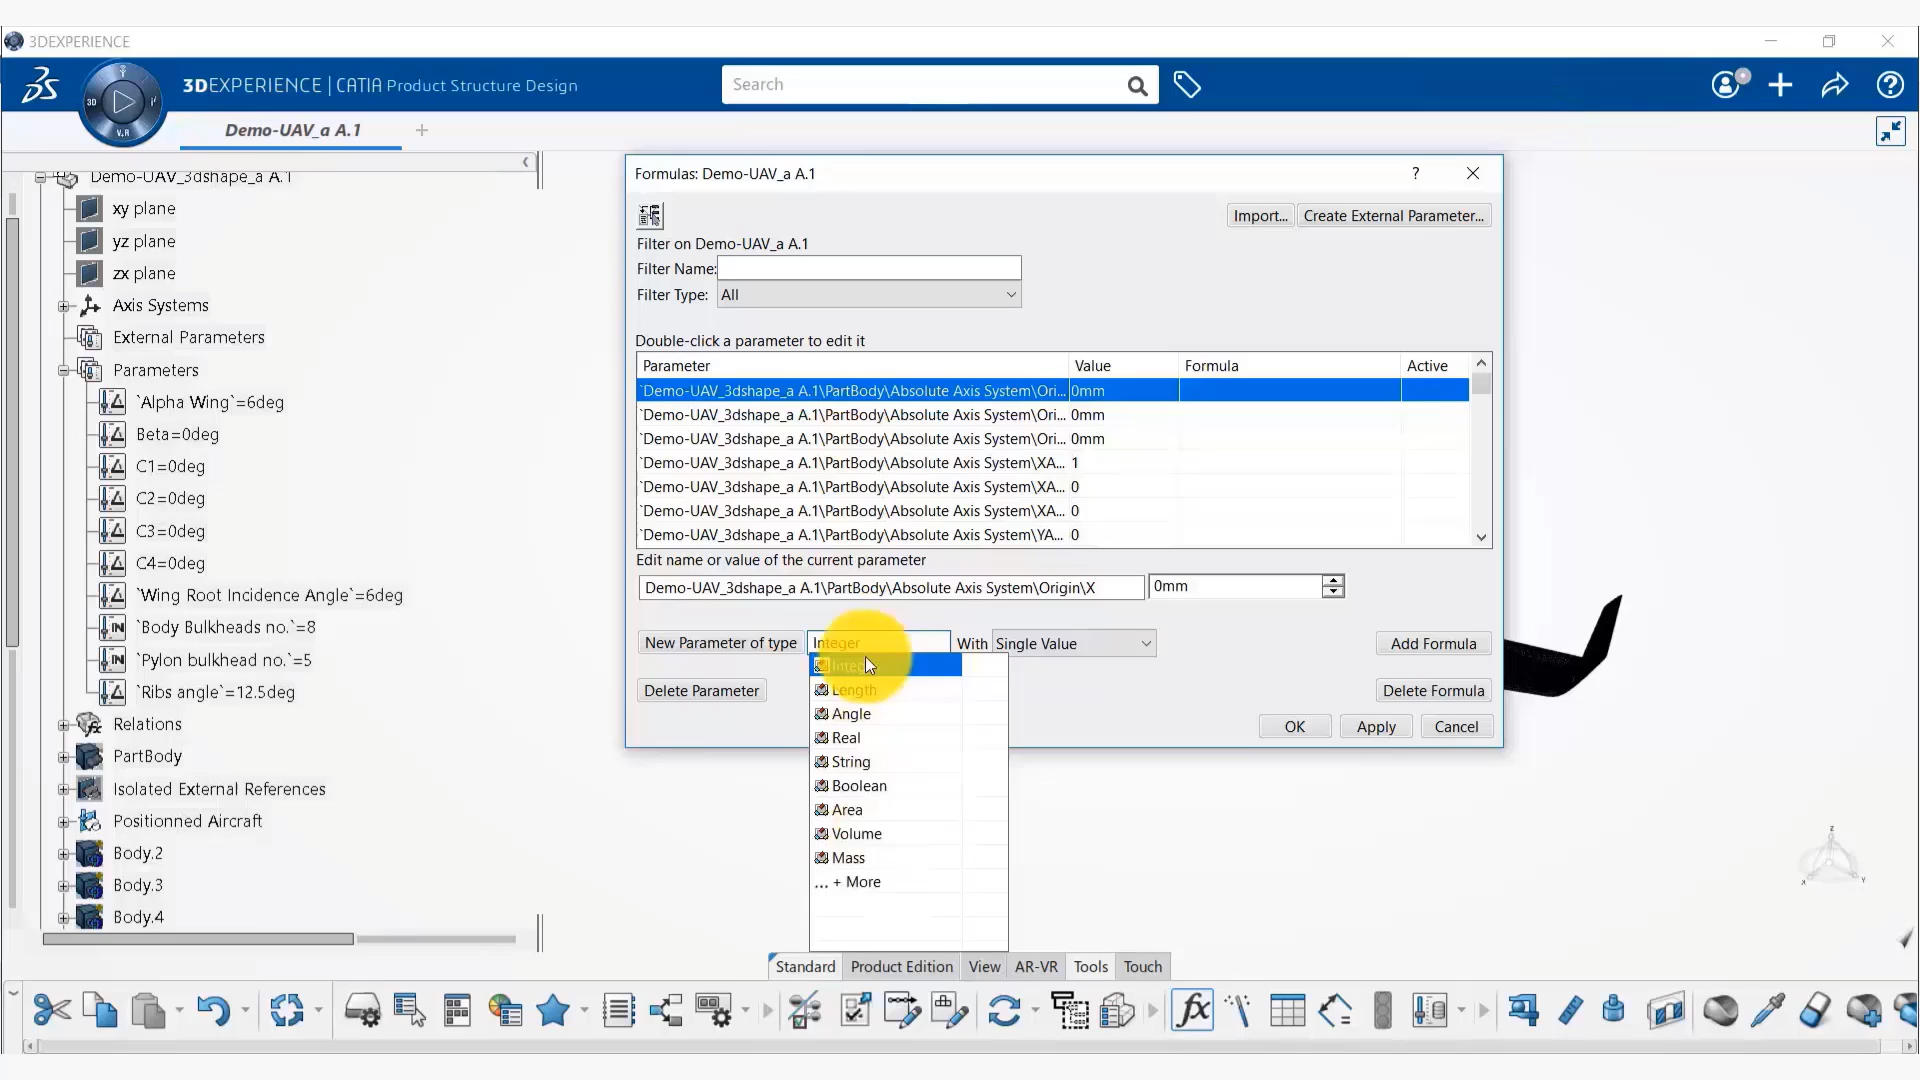 3DEXPERIENCE
3DEXPERIENCE | CATIA Product Structure Design
Search
3D
V.R
Demo-UAV_a A.1
Demo-UAV_3dshape_a A.1
xy plane
yz plane
zx plane
Axis Systems
External Parameters
Parameters
`Alpha Wing`=6deg
Beta=0deg
C1=0deg
C2=0deg
C3=0deg
C4=0deg
`Wing Root Incidence Angle`=6deg
`Body Bulkheads no.`=8
`Pylon bulkhead no.`=5
`Ribs angle`=12.5deg
Relations
PartBody
Isolated External References
Positionned Aircraft
Body.2
Body.3
Body.4
Formulas: Demo-UAV_a A.1
?
Import...
Create External Parameter...
Filter on Demo-UAV_a A.1
Filter Name:
Filter Type: All
Double-click a parameter to edit it
Parameter Value Formula Active
`Demo-UAV_3dshape_a A.1\PartBody\Absolute Axis System\Ori... 0mm
`Demo-UAV_3dshape_a A.1\PartBody\Absolute Axis System\Ori... 0mm
`Demo-UAV_3dshape_a A.1\PartBody\Absolute Axis System\Ori... 0mm
`Demo-UAV_3dshape_a A.1\PartBody\Absolute Axis System\XA... 1
`Demo-UAV_3dshape_a A.1\PartBody\Absolute Axis System\XA... 0
`Demo-UAV_3dshape_a A.1\PartBody\Absolute Axis System\XA... 0
`Demo-UAV_3dshape_a A.1\PartBody\Absolute Axis System\YA... 0
Edit name or value of the current parameter
Demo-UAV_3dshape_a A.1\PartBody\Absolute Axis System\Origin\X 0mm
New Parameter of type Integer With Single Value Add Formula
Delete Parameter Delete Formula
OK Apply Cancel
Length
Angle
Real
String
Boolean
Area
Volume
Mass
... + More
Standard Product Edition View AR-VR Tools Touch
fx
z
x
Y